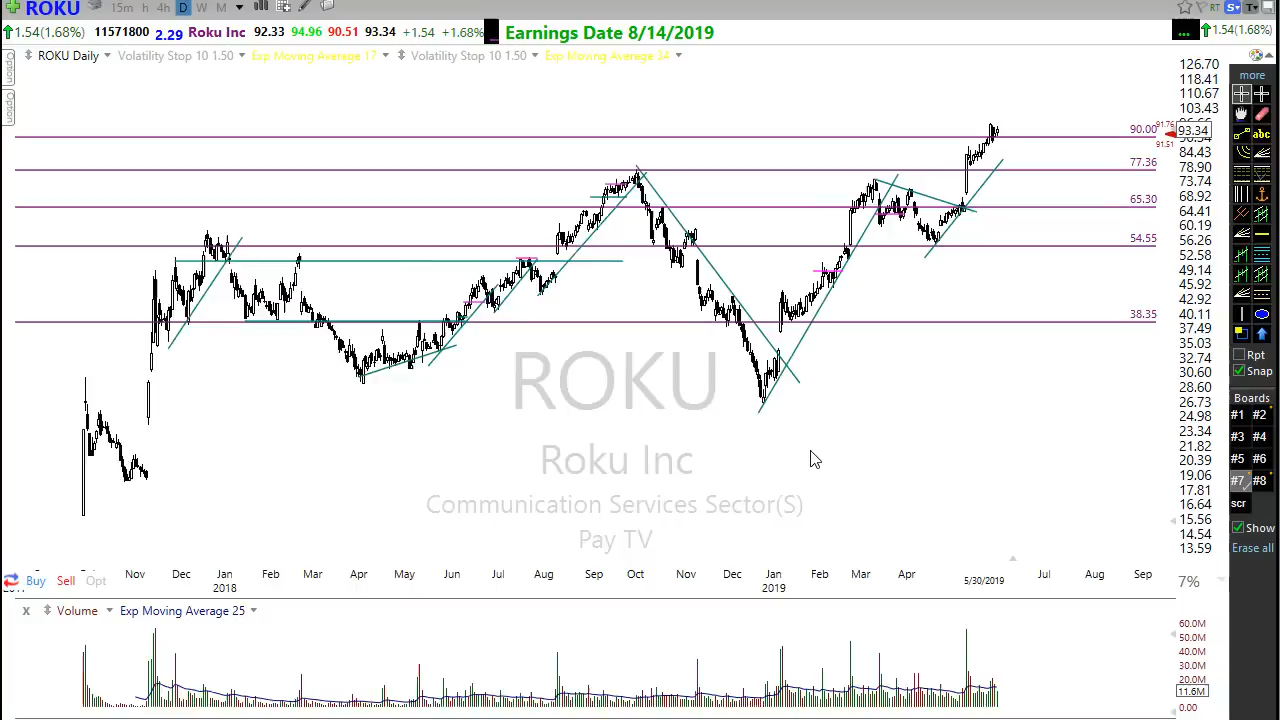 ROKU 15m h 4h D W M RT S T
1.54(1.68%) 11571800 2.29 Roku Inc 92.33 94.96 90.51 93.34 +1.54 +1.68% Earnings Date 8/14/2019 ... 1.54(1.68%)
ROKU Daily Volatility Stop 10 1.50 Exp Moving Average 17 Volatility Stop 10 1.50 Exp Moving Average 34
Option
Option
more
abc
Rpt
Snap
Boards
#1 #2
#3 #4
#5 #6
#7 #8
scr
Show
Erase all
126.70
118.41
110.67
103.43
90.00 91.76 93.34
91.51
84.43
77.36 78.90
73.74
65.30 68.92
64.41
60.19
54.55 56.26
52.58
49.14
45.92
42.92
40.11
38.35 37.49
35.03
32.74
30.60
28.60
26.73
24.98
23.34
21.82
20.39
19.06
17.81
16.64
15.56
14.54
13.59
ROKU
Roku Inc
Communication Services Sector(S)
Pay TV
Nov Dec Jan Feb Mar Apr May Jun Jul Aug Sep Oct Nov Dec Jan Feb Mar Apr 5/30/2019 Jul Aug Sep
2018 2019
Buy Sell Opt 7%
x Volume Exp Moving Average 25
60.0M
50.0M
40.0M
30.0M
20.0M
11.6M
0.00